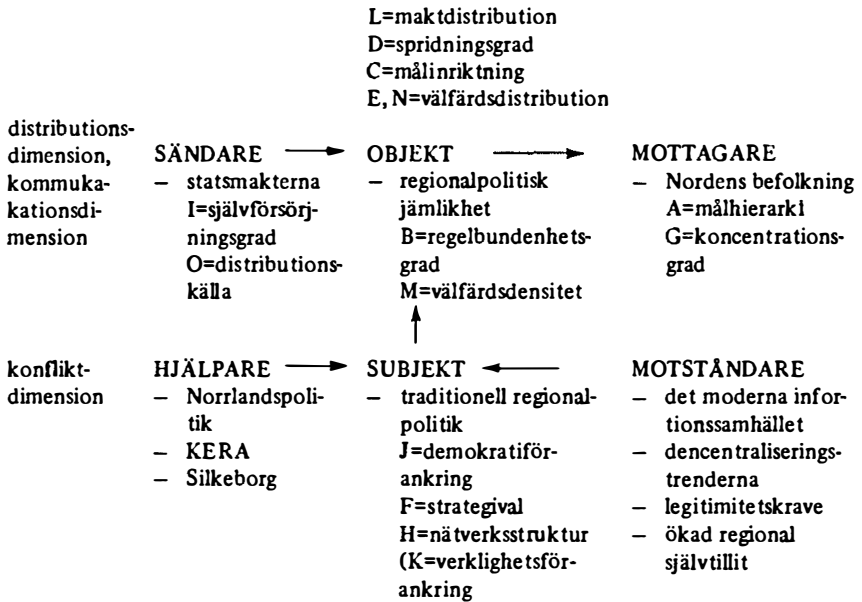 L=maktdistribution
D=spridningsgrad
C=målinriktning
E, N=välfärdsdistribution
distributions-
dimension,
kommuka-
kationsdi-
mension
SÄNDARE
– statsmakterna
I=självförsörj-
ningsgrad
O=distributions-
källa
OBJEKT
– regionalpolitisk
jämlikhet
B=regelbundenhets-
grad
M=välfärdsdensitet
MOTTAGARE
– Nordens befolkning
A=målhierarki
G=koncentrations-
grad
konflikt-
dimension
HJÄLPARE
– Norrlandspoli-
tik
– KERA
– Silkeborg
SUBJEKT
– traditionell regional-
politik
J=demokratiför-
ankring
F=strategival
H=nätverksstruktur
(K=verklighetsför-
ankring
MOTSTÅNDARE
– det moderna infor-
tionssamhället
– dencentraliserings-
trenderna
– legitimitetskrave
– ökad regional
självtillit